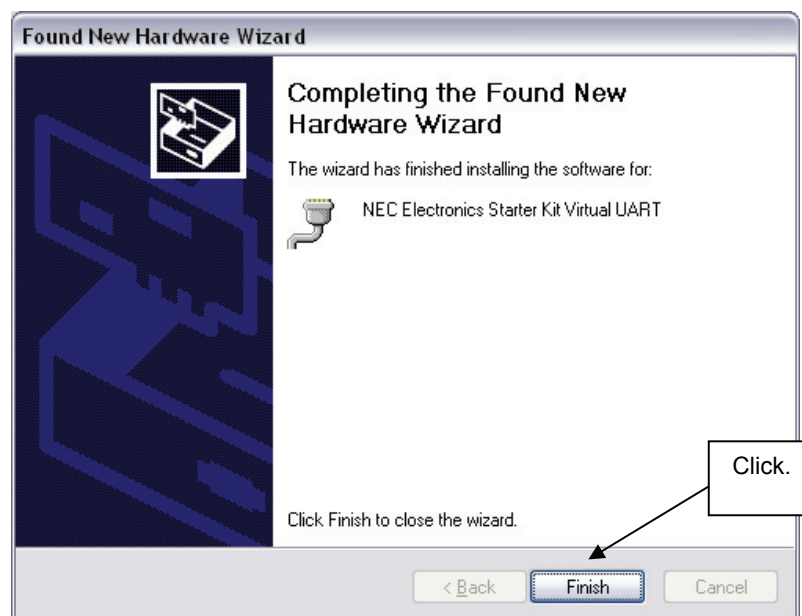 Found New Hardware Wizard
Completing the Found New
Hardware Wizard
The wizard has finished installing the software for:
NEC Electronics Starter Kit Virtual UART
Click.
Click Finish to close the wizard.
< Back
Finish
Cancel